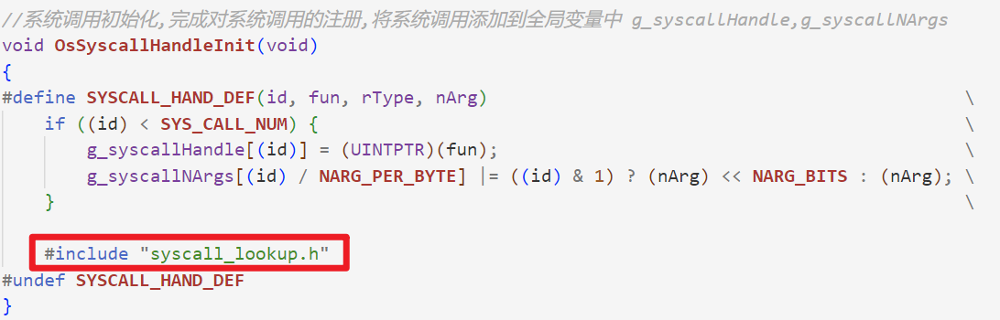 //系统调用初始化,完成对系统调用的注册,将系统调用添加到全局变量中 g_syscallHandle,g_syscallNArgs
void OsSyscallHandleInit(void)
{
#define SYSCALL_HAND_DEF(id, fun, rType, nArg) \
    if ((id) < SYS_CALL_NUM) { \
        g_syscallHandle[(id)] = (UINTPTR)(fun); \
        g_syscallNArgs[(id) / NARG_PER_BYTE] |= ((id) & 1) ? (nArg) << NARG_BITS : (nArg); \
    } \
    #include "syscall_lookup.h"
#undef SYSCALL_HAND_DEF
}